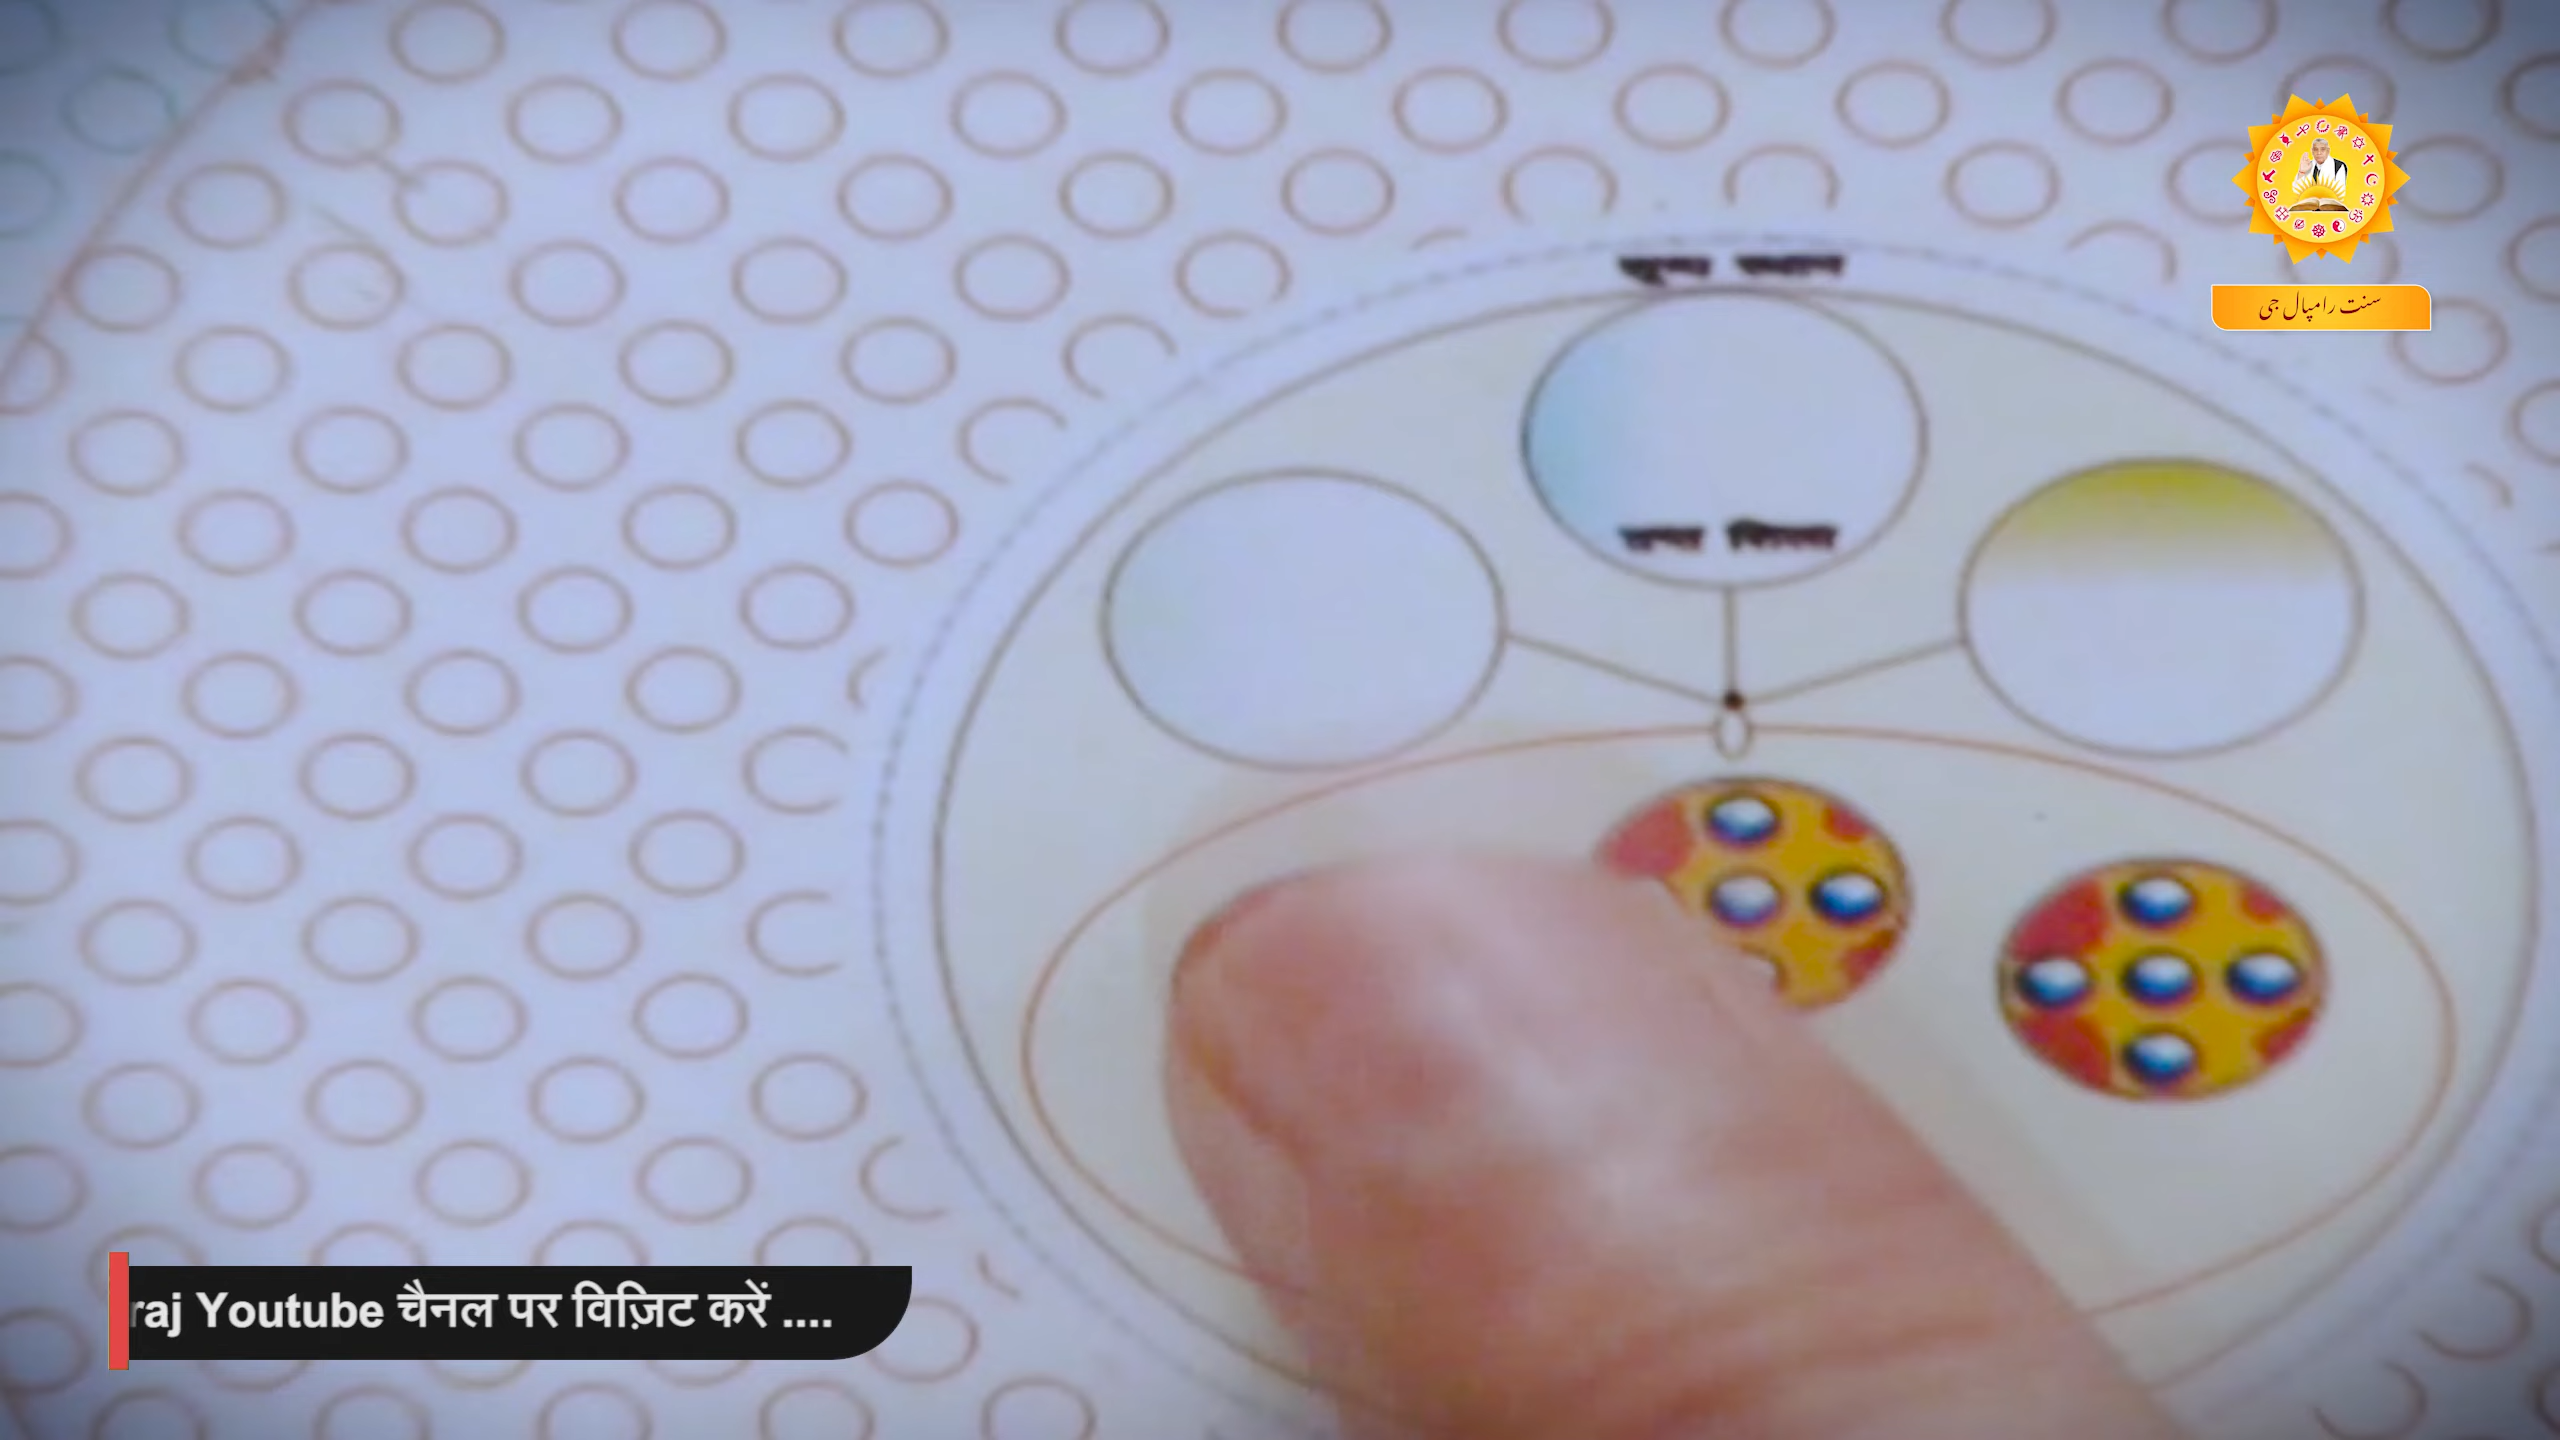 سنت رامپال جی
raj Youtube चैनल पर विज़िट करें ....